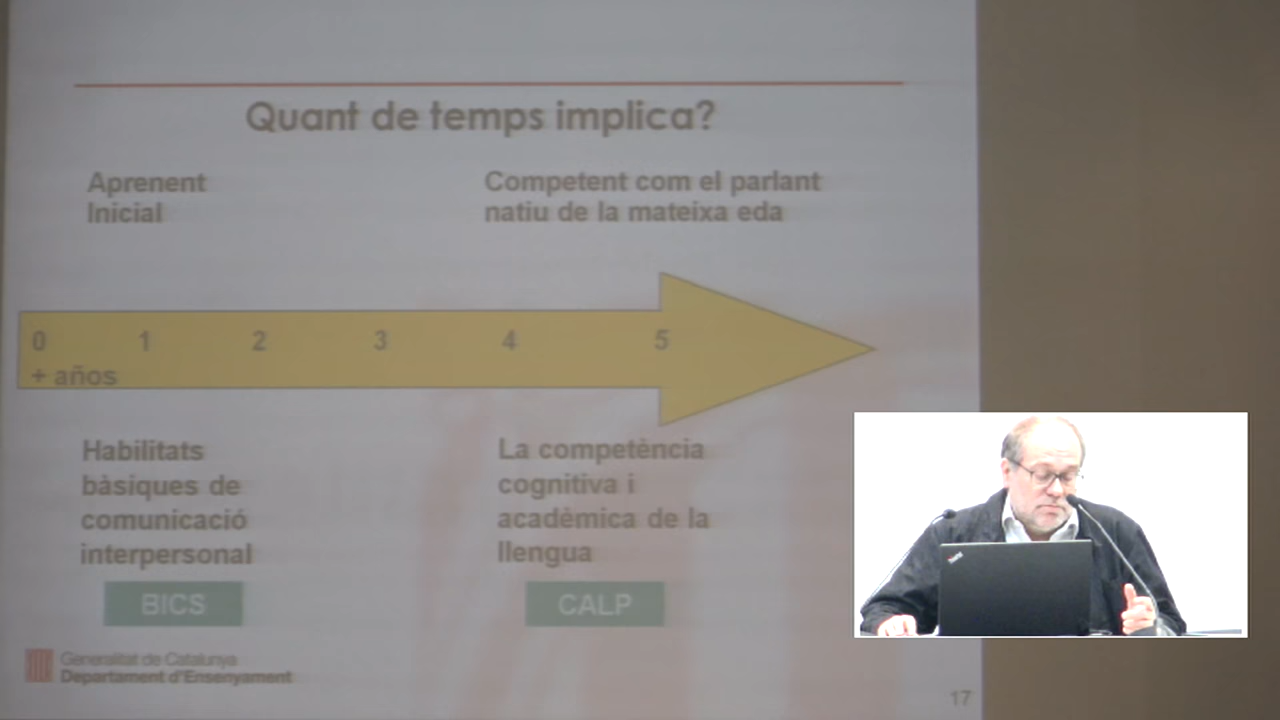 Quant de temps implica?
Aprenent
Inicial
Competent com el parlant
natiu de la mateixa eda
0 1 2 3 4 5
+ años
Habilitats
bàsiques de
comunicació
interpersonal
BICS
La competència
cognitiva i
acadèmica de la
llengua
CALP
Generalitat de Catalunya
Departament d'Ensenyament
17